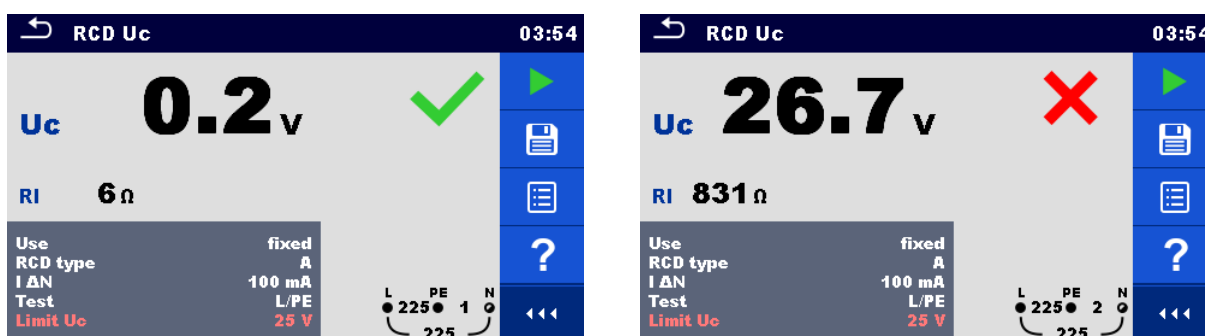 RCD Uc 03:54
Uc 0.2 V
RI 6 Ω
Use fixed
RCD type A
I ΔN 100 mA
Test L/PE
Limit Uc 25 V
L PE N
225 1
225
?
RCD Uc 03:54
Uc 26.7 V
RI 831 Ω
Use fixed
RCD type A
I ΔN 100 mA
Test L/PE
Limit Uc 25 V
L PE N
225 2
225
?